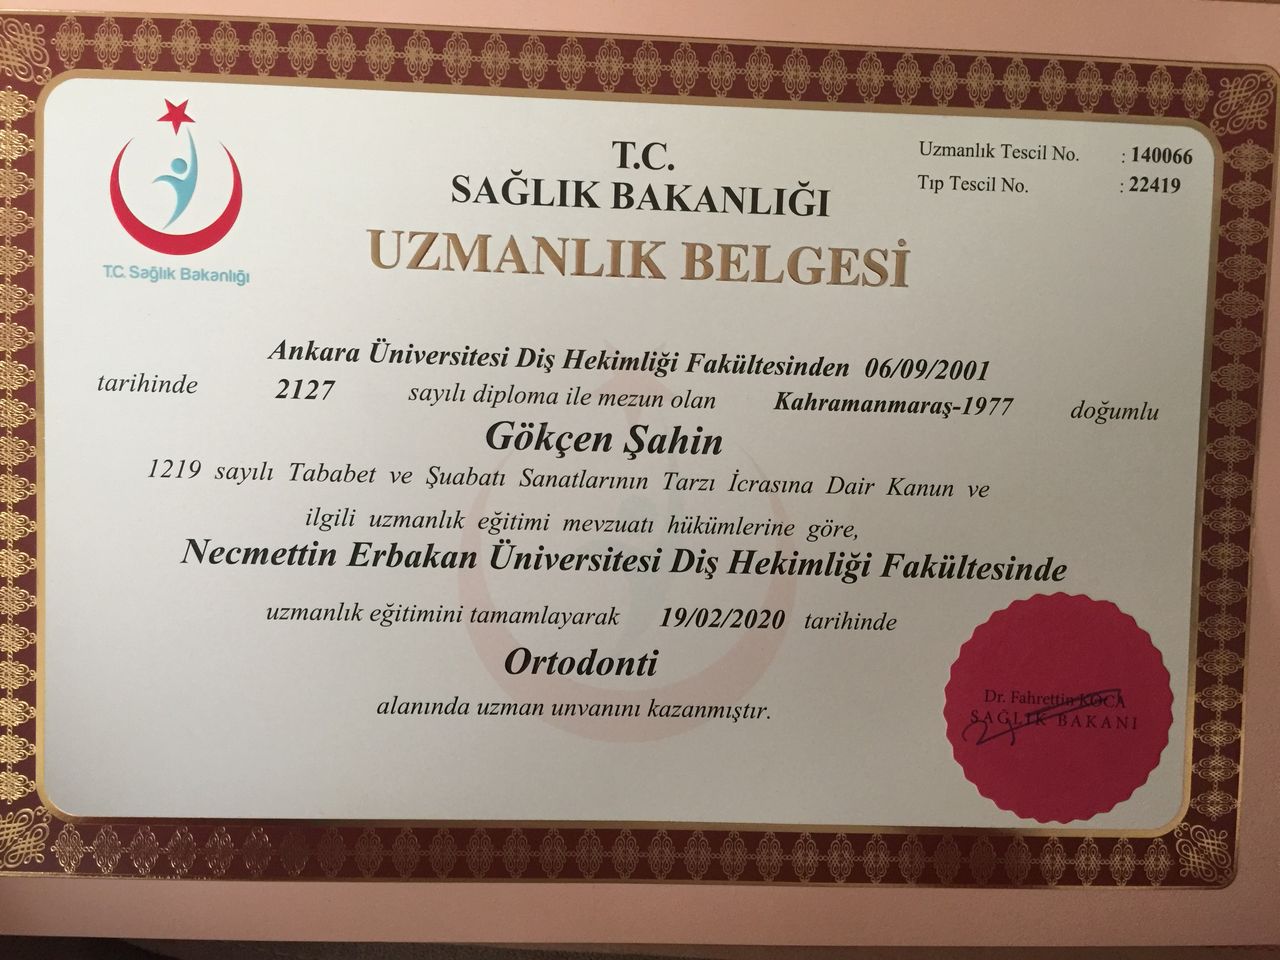 T.C. Sağlık Bakanlığı
T.C.
SAĞLIK BAKANLIĞI
UZMANLIK BELGESİ
Uzmanlık Tescil No. : 140066
Tıp Tescil No. : 22419
Ankara Üniversitesi Diş Hekimliği Fakültesinden 06/09/2001
tarihinde 2127 sayılı diploma ile mezun olan Kahramanmaraş-1977 doğumlu
Gökçen Şahin
1219 sayılı Tababet ve Şuabatı Sanatlarının Tarzı İcrasına Dair Kanun ve
ilgili uzmanlık eğitimi mevzuatı hükümlerine göre,
Necmettin Erbakan Üniversitesi Diş Hekimliği Fakültesinde
uzmanlık eğitimini tamamlayarak 19/02/2020 tarihinde
Ortodonti
alanında uzman unvanını kazanmıştır.
Dr. Fahrettin KOCA
SAĞLIK BAKANI